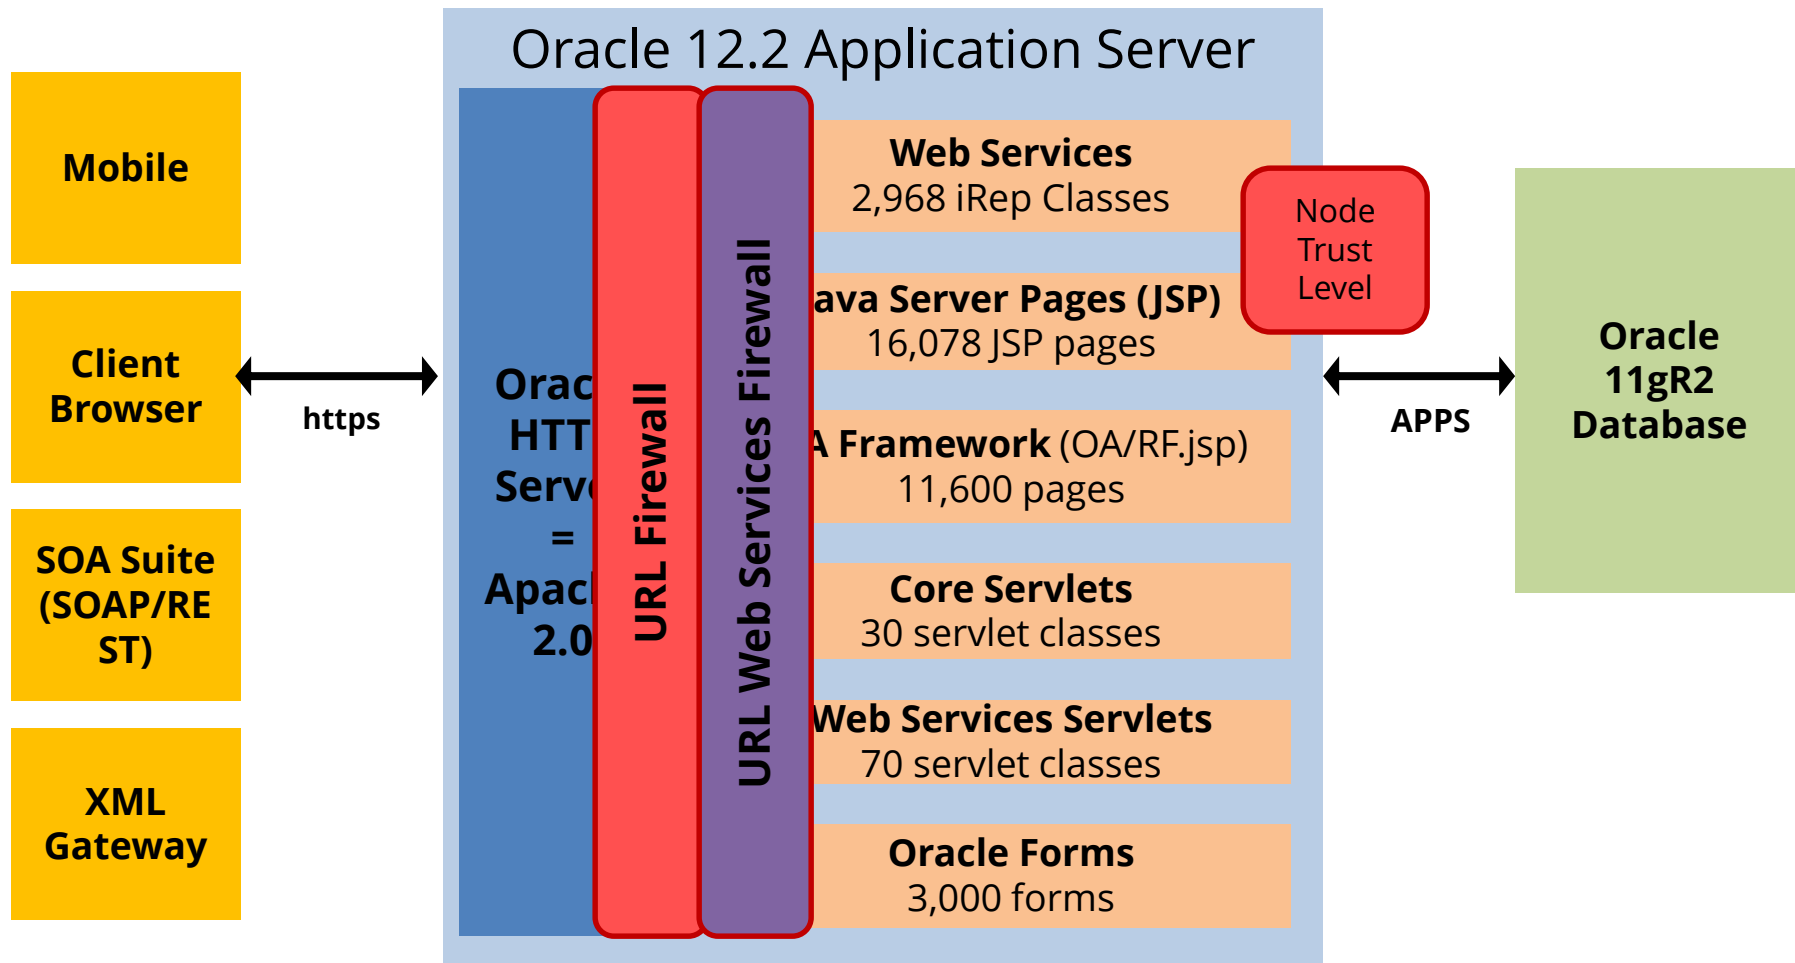 Oracle 12.2 Application Server
Mobile
Client
Browser
SOA Suite
(SOAP/RE
ST)
XML
Gateway
https
Orac
HTT
Serve
=
Apac
2.0
URL Firewall
URL Web Services Firewall
Web Services
2,968 iRep Classes
ava Server Pages (JSP)
16,078 JSP pages
A Framework (OA/RF.jsp)
11,600 pages
Core Servlets
30 servlet classes
Web Services Servlets
70 servlet classes
Oracle Forms
3,000 forms
Node
Trust
Level
APPS
Oracle
11gR2
Database